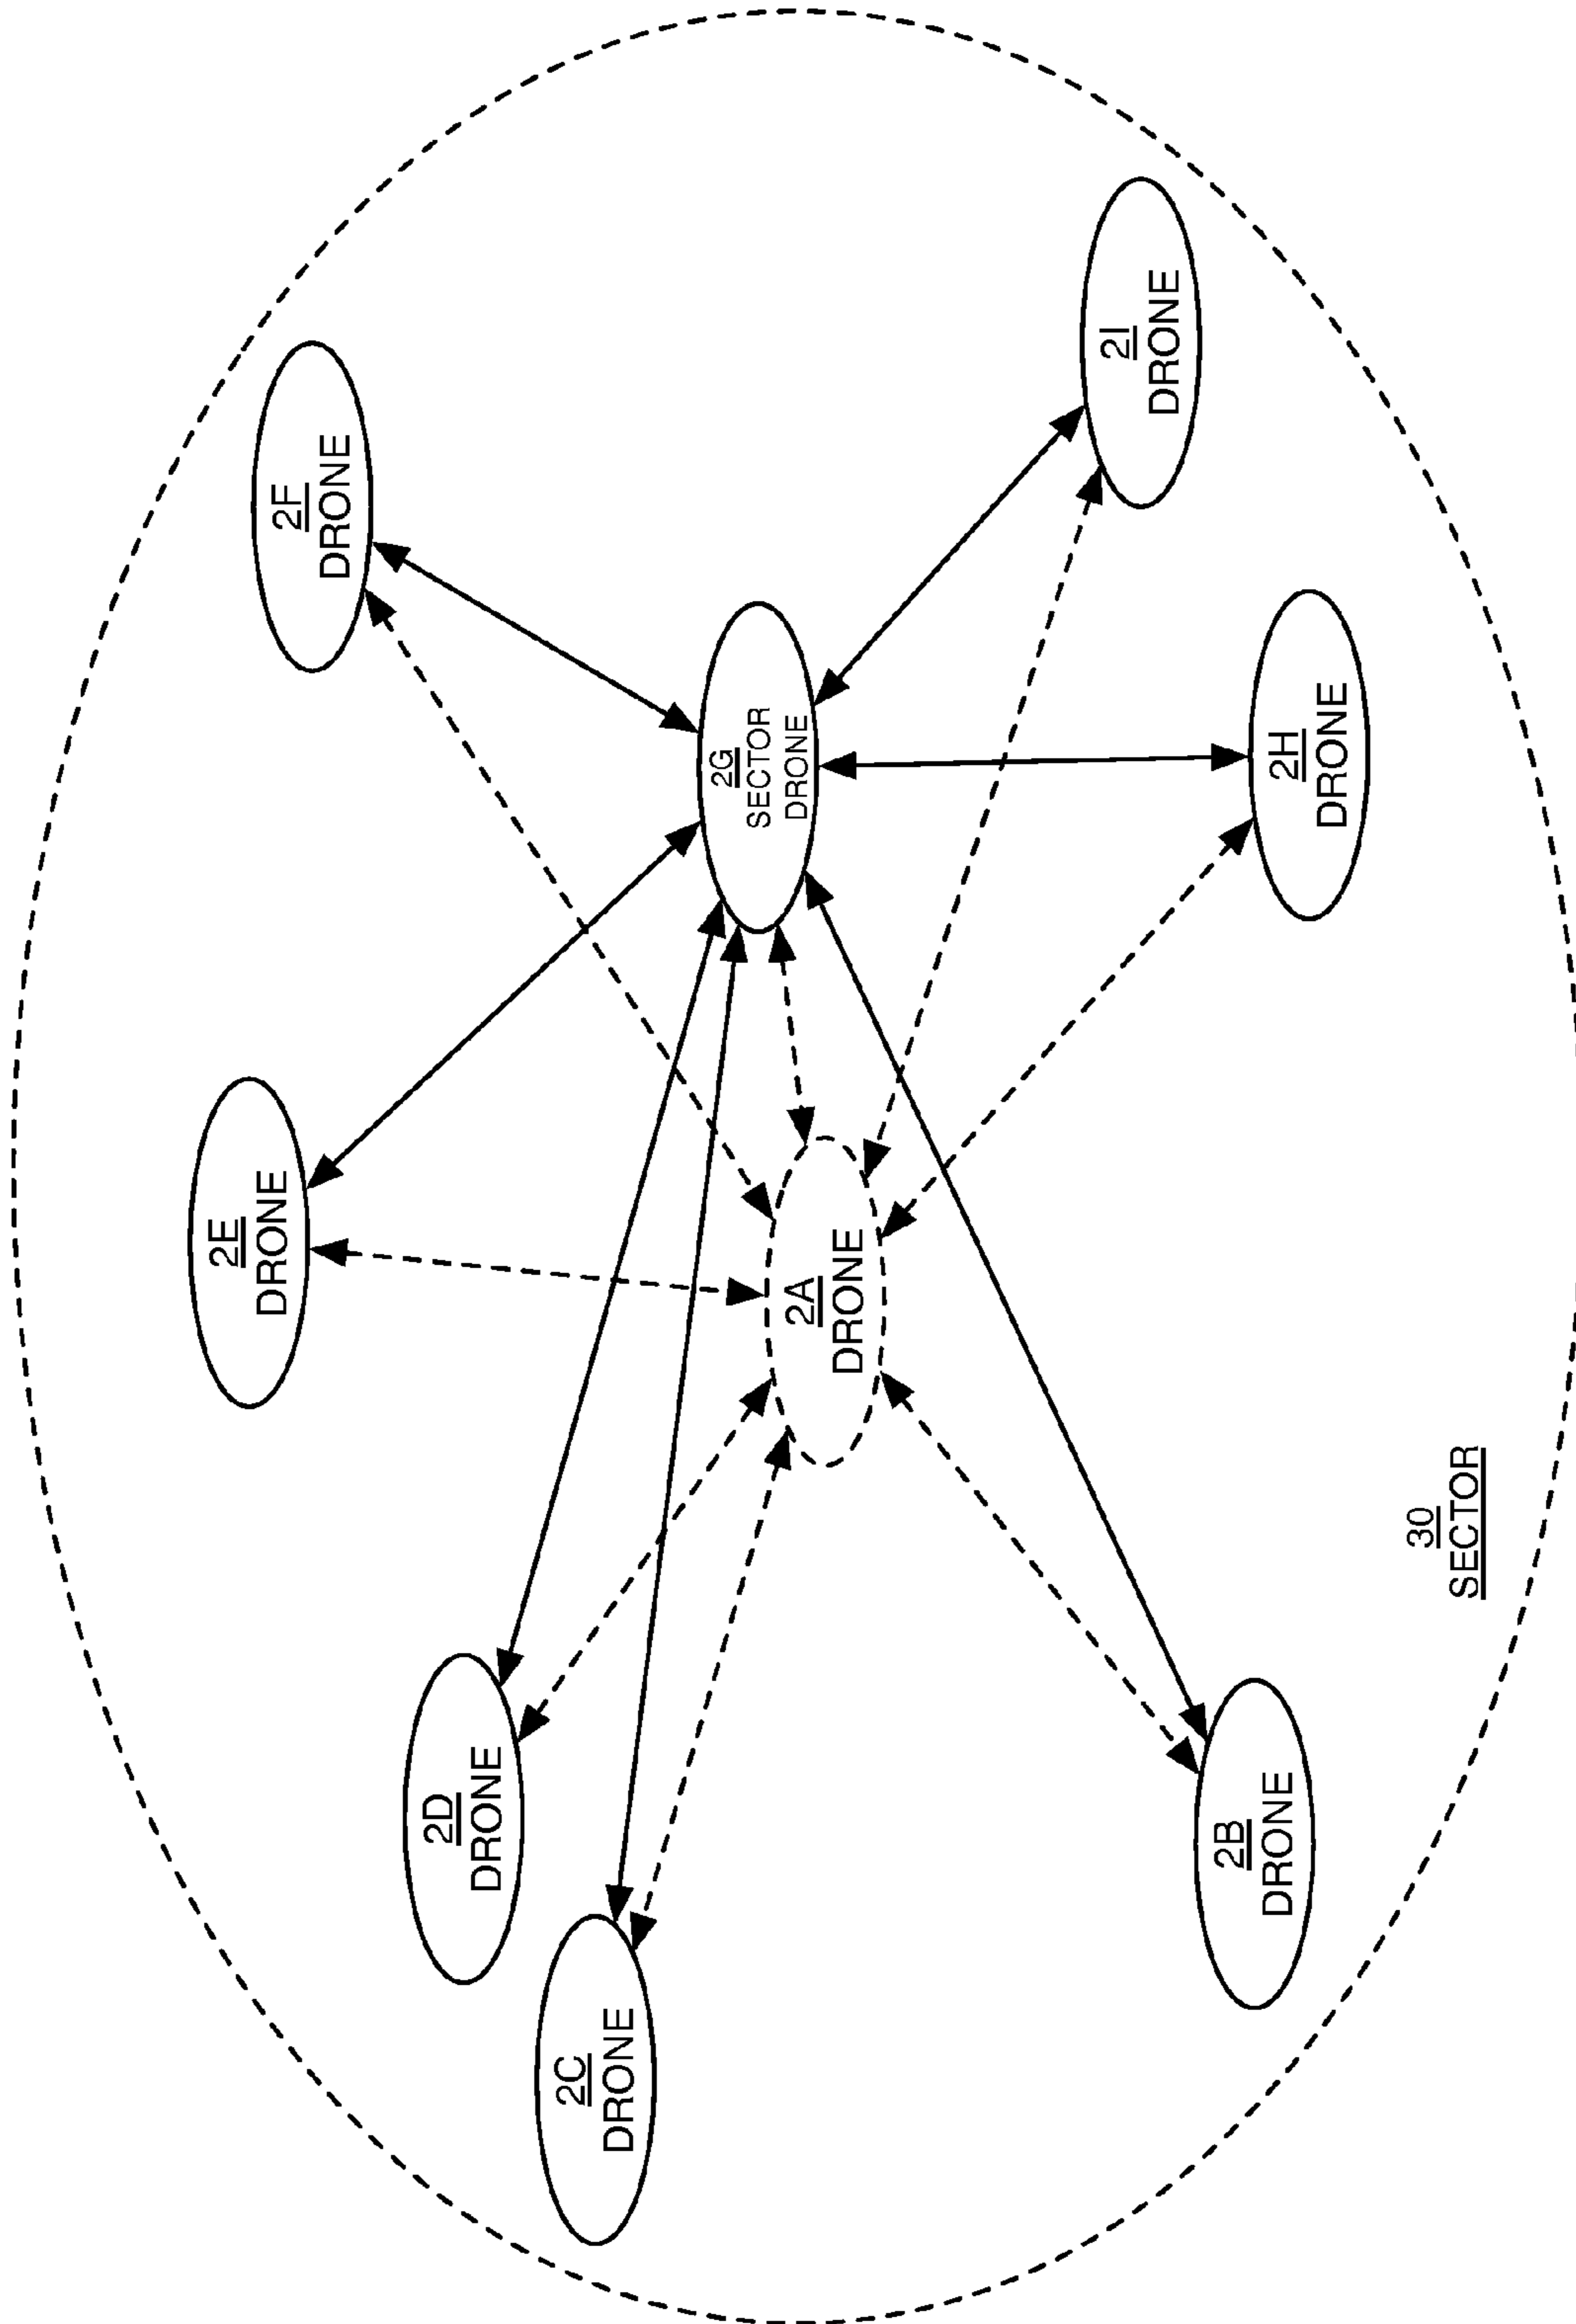 2E
DRONE
2F
DRONE
2D
DRONE
2C
DRONE
2G
SECTOR
DRONE
2A
DRONE
2I
DRONE
2B
DRONE
2H
DRONE
30
SECTOR